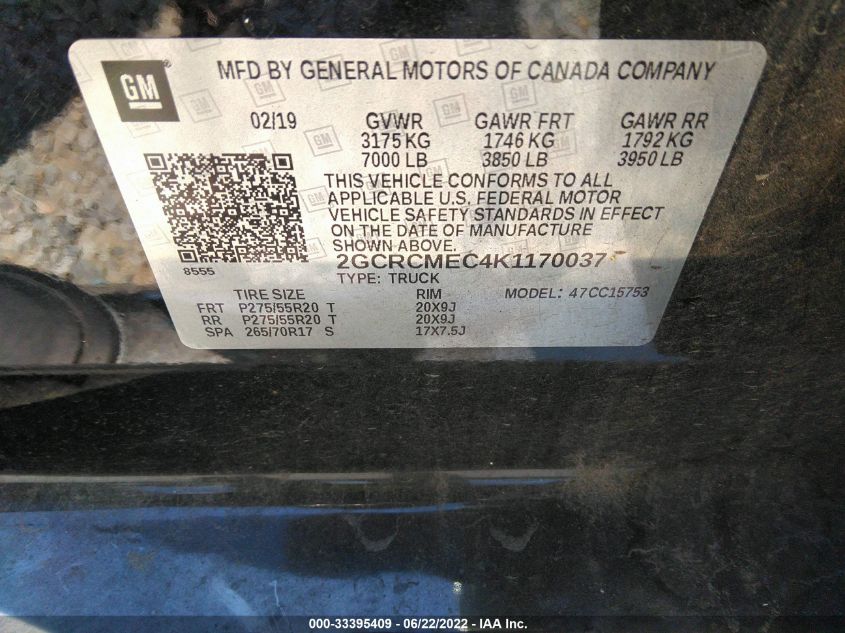 GM
MFD BY GENERAL MOTORS OF CANADA COMPANY
02/19 GVWR GAWR FRT GAWR RR
3175 KG 1746 KG 1792 KG
7000 LB 3850 LB 3950 LB
THIS VEHICLE CONFORMS TO ALL
APPLICABLE U.S. FEDERAL MOTOR
VEHICLE SAFETY STANDARDS IN EFFECT
ON THE DATE OF MANUFACTURE
SHOWN ABOVE.
8555 2GCRCMEC4K1170037
TYPE: TRUCK
TIRE SIZE RIM MODEL: 47CC15753
FRT P275/55R20 T 20X9J
RR P275/55R20 T 20X9J
SPA 265/70R17 S 17X7.5J
000-33395409 - 06/22/2022 - IAA Inc.